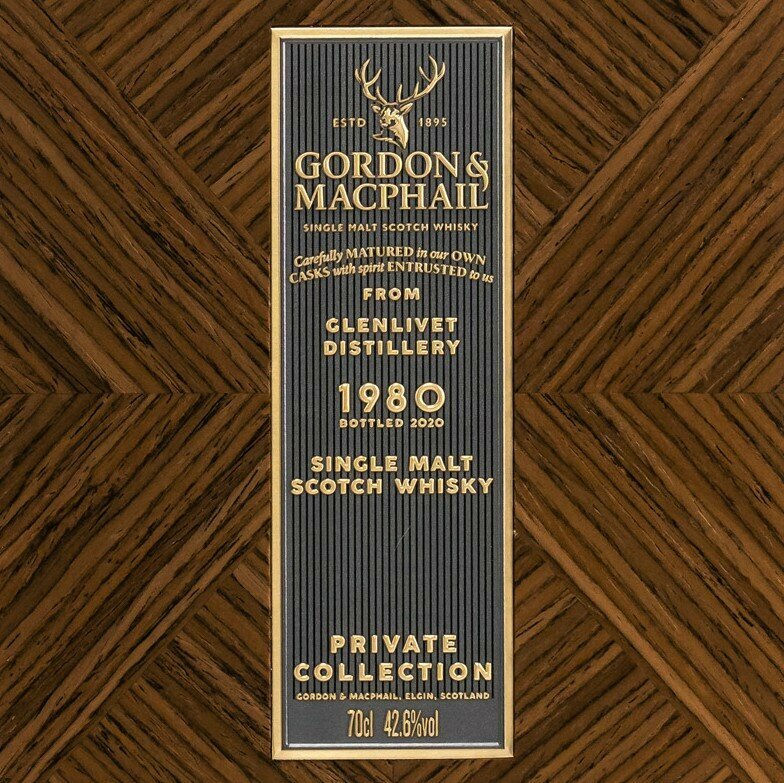 ESTD 1895
GORDON &
MACPHAIL
SINGLE MALT SCOTCH WHISKY
Carefully MATURED in our OWN
CASKS with spirit ENTRUSTED to us
FROM
GLENLIVET
DISTILLERY
1980
BOTTLED 2020
SINGLE MALT
SCOTCH WHISKY
PRIVATE
COLLECTION
GORDON & MACPHAIL, ELGIN, SCOTLAND
70cl 42.6%vol